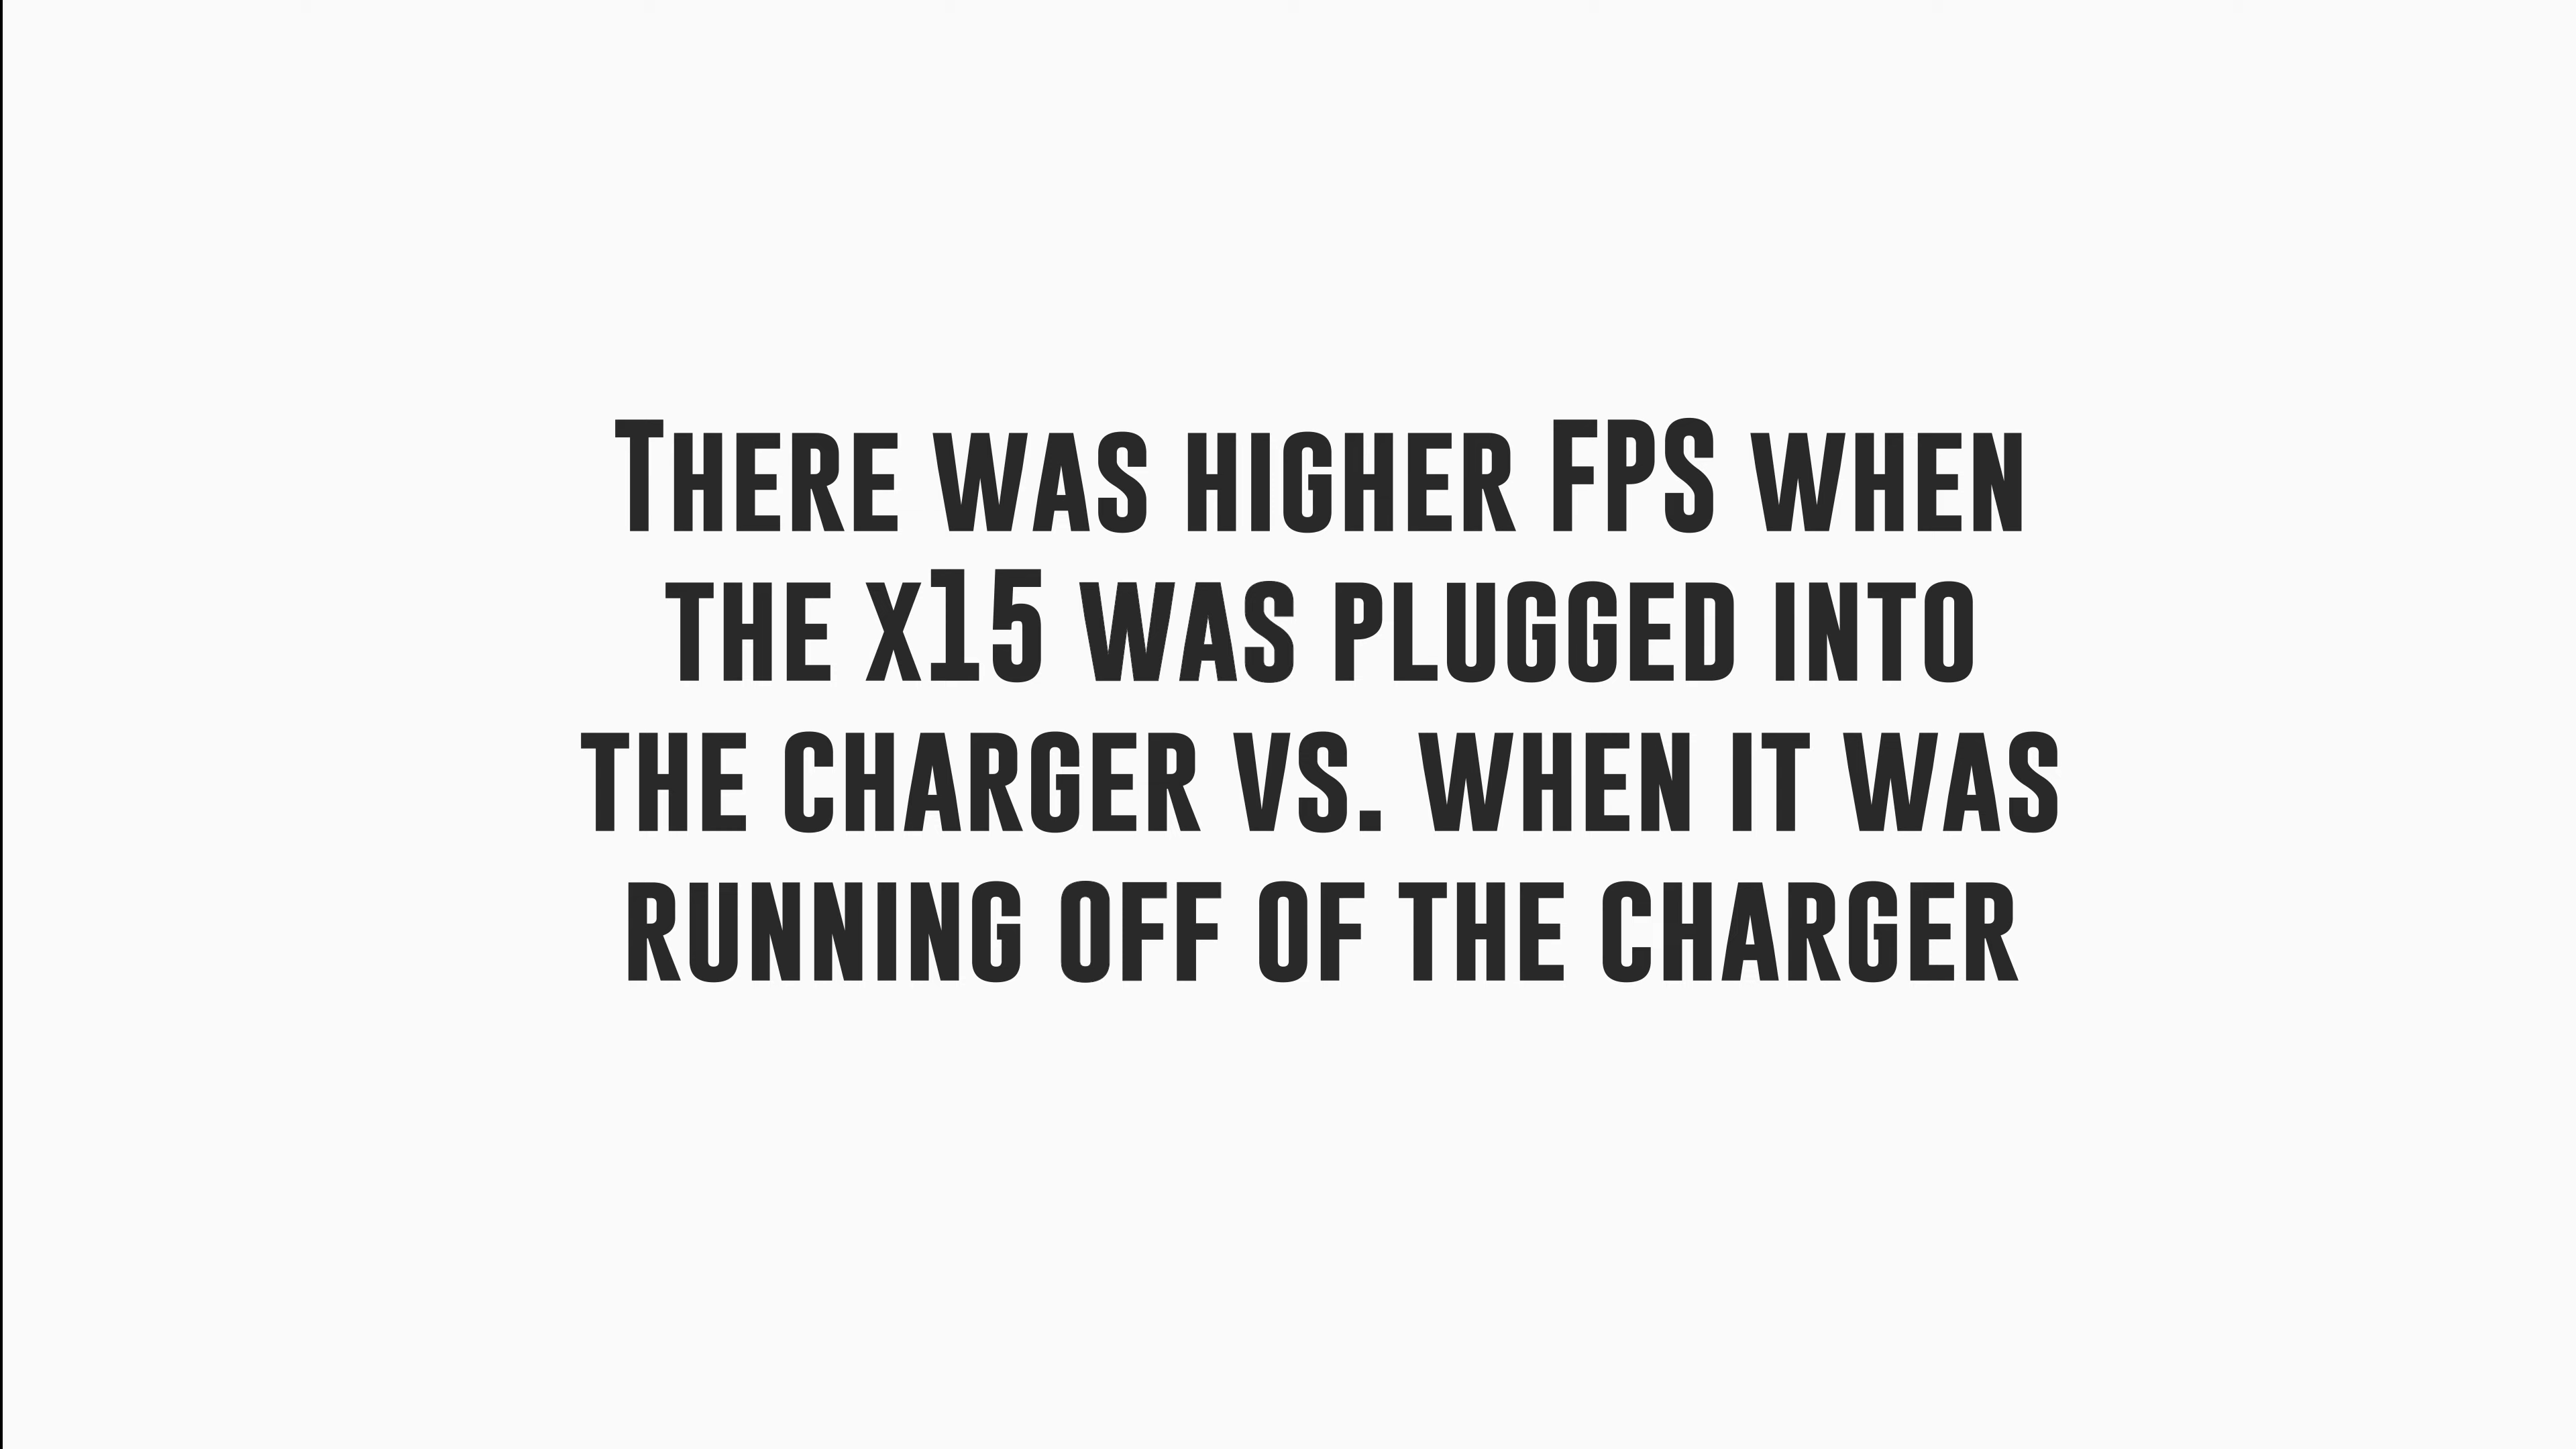 There was higher FPS when
the x15 was plugged into
the charger vs. when it was
running off of the charger